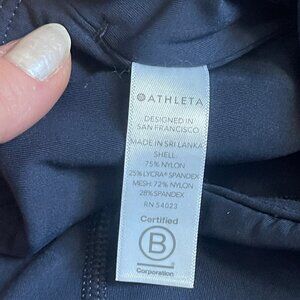 ATHLETA
DESIGNED IN
SAN FRANCISCO
MADE IN SRI LANKA
SHELL:
75% NYLON
25% LYCRA® SPANDEX
MESH: 72% NYLON
28% SPANDEX
RN 54023
Certified
B
Corporation